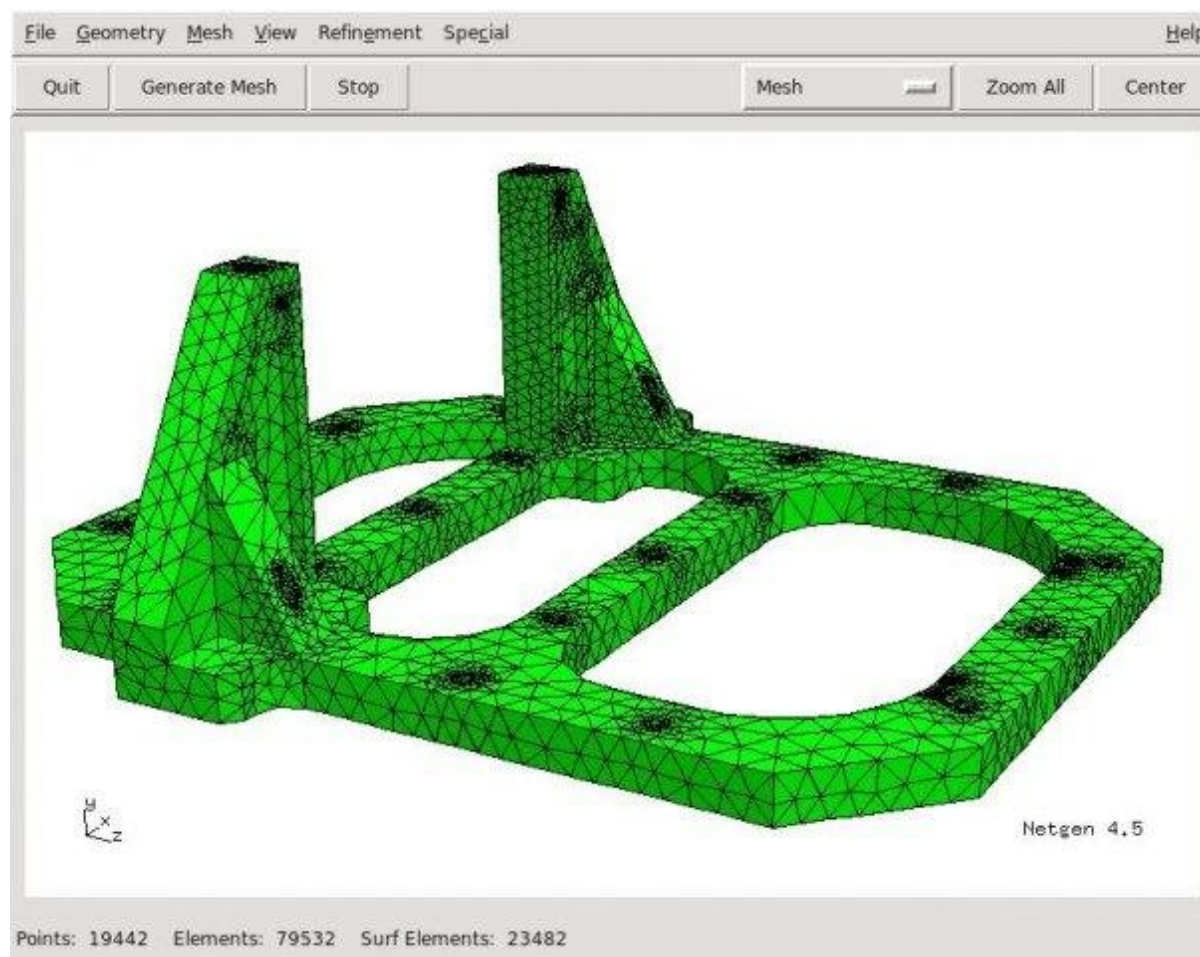 File Geometry Mesh View Refinement Special Help
Quit Generate Mesh Stop Mesh Zoom All Center
y
x
z
Netgen 4.5
Points: 19442 Elements: 79532 Surf Elements: 23482